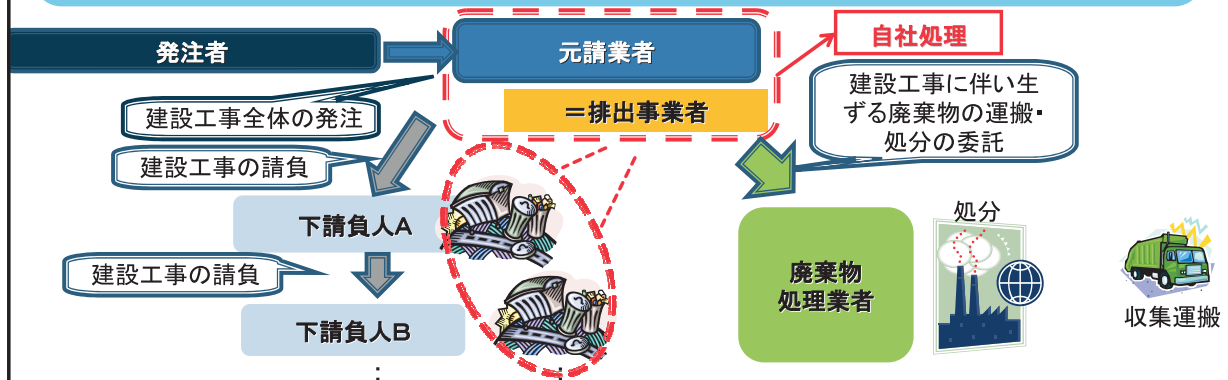 発注者
元請業者
自社処理
＝排出事業者
建設工事全体の発注
建設工事に伴い生
ずる廃棄物の運搬・
処分の委託
建設工事の請負
下請負人A
建設工事の請負
下請負人B
廃棄物
処理業者
処分
収集運搬